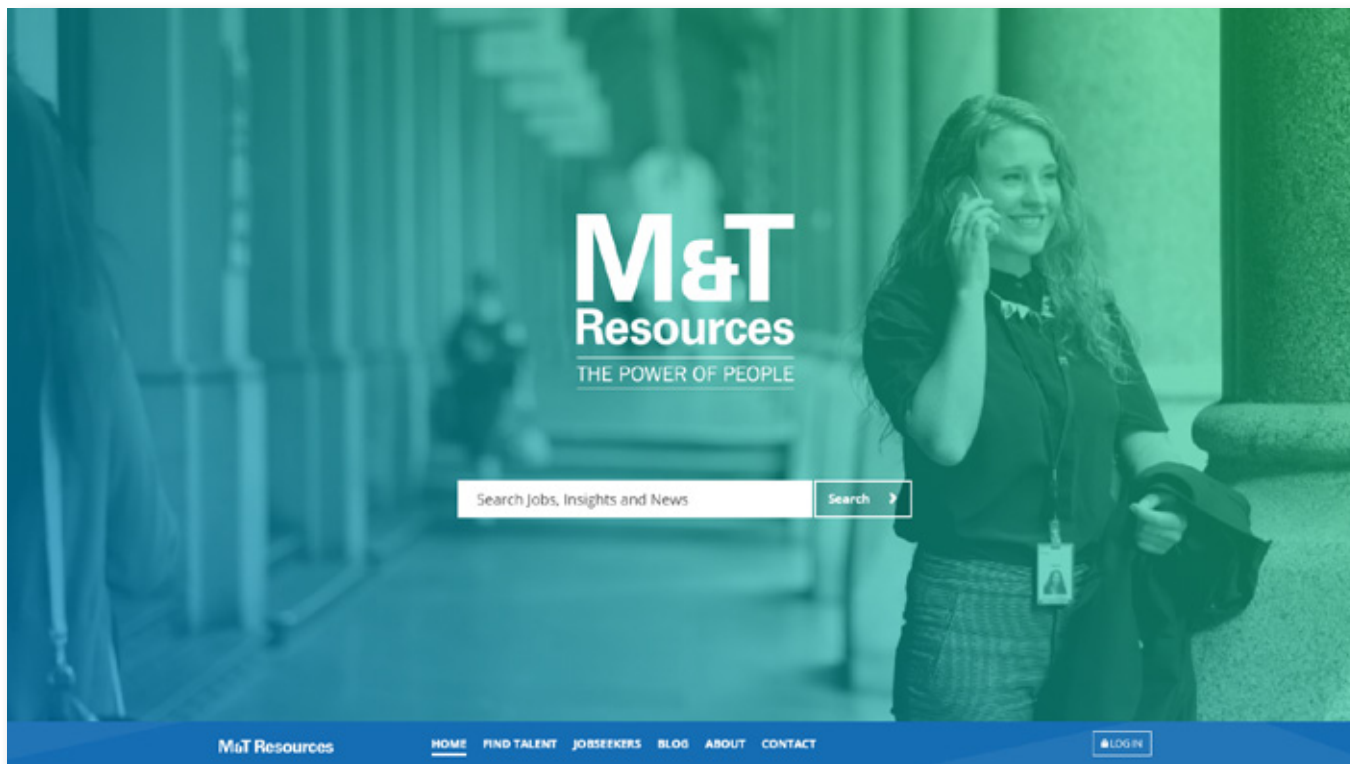 M&T
Resources
THE POWER OF PEOPLE
Search Jobs, Insights and News
Search
M&T Resources
HOME FIND TALENT JOBSEEKERS BLOG ABOUT CONTACT
LOGIN